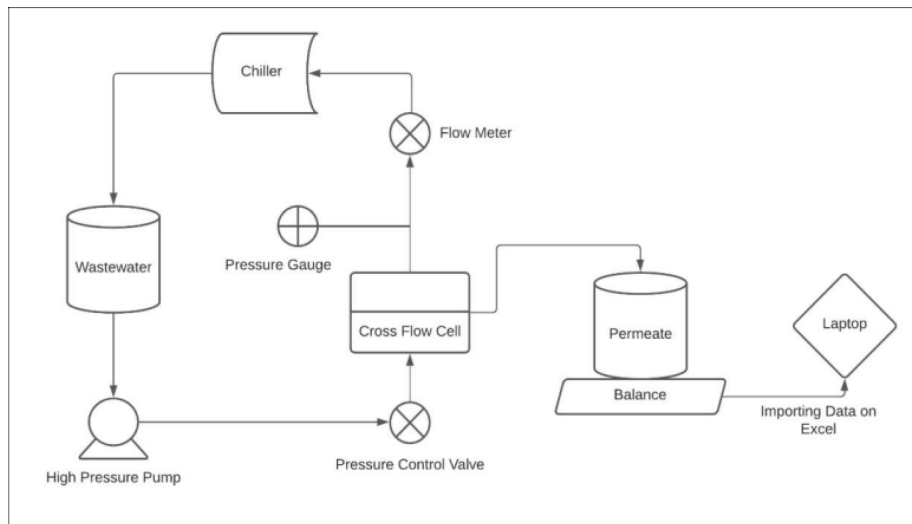 Chiller
Flow Meter
Wastewater
Pressure Gauge
Cross Flow Cell
Permeate
Laptop
Balance
Importing Data on
Excel
High Pressure Pump
Pressure Control Valve